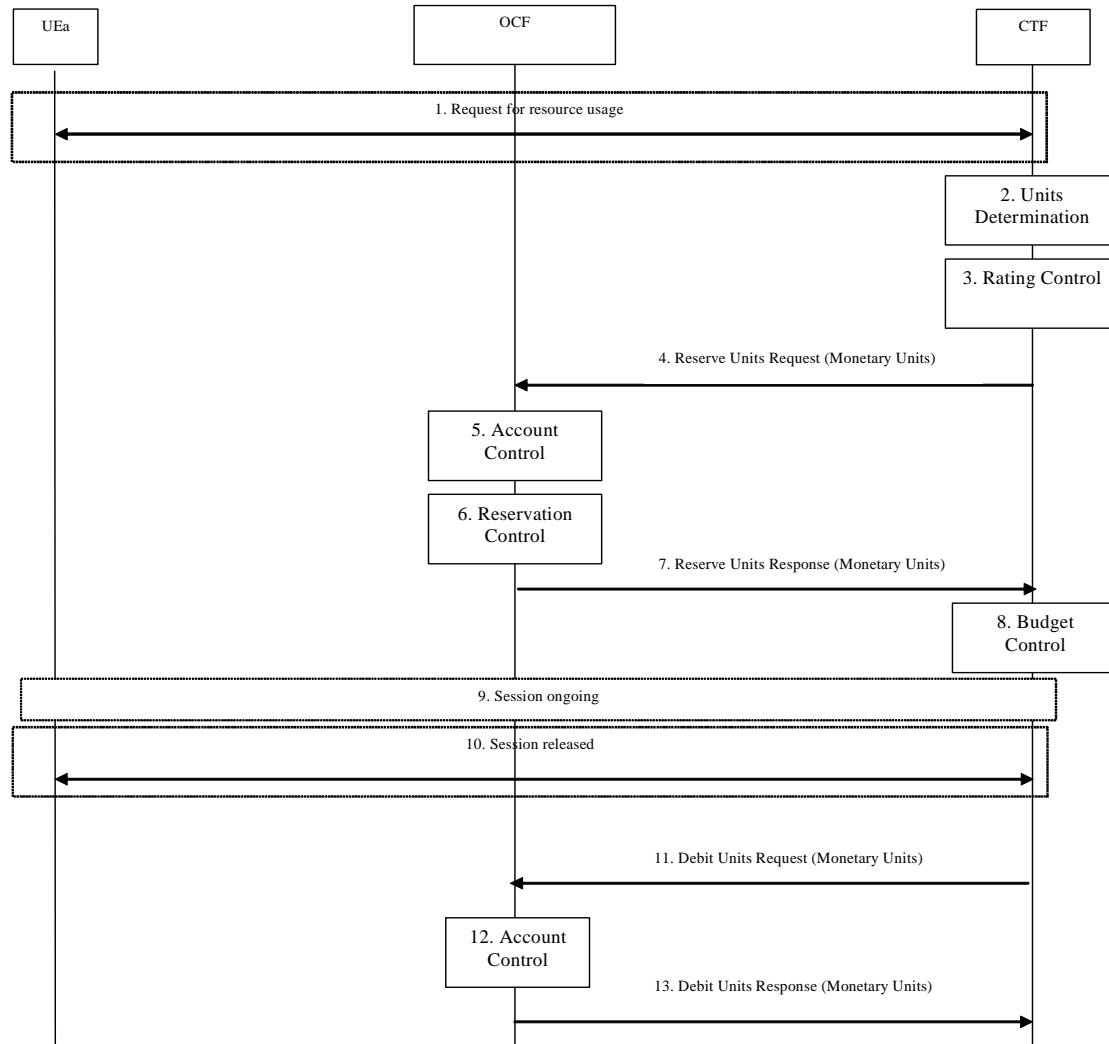 UEa
OCF
CTF
1. Request for resource usage
2. Units
Determination
3. Rating Control
4. Reserve Units Request (Monetary Units)
5. Account
Control
6. Reservation
Control
7. Reserve Units Response (Monetary Units)
8. Budget
Control
9. Session ongoing
10. Session released
11. Debit Units Request (Monetary Units)
12. Account
Control
13. Debit Units Response (Monetary Units)